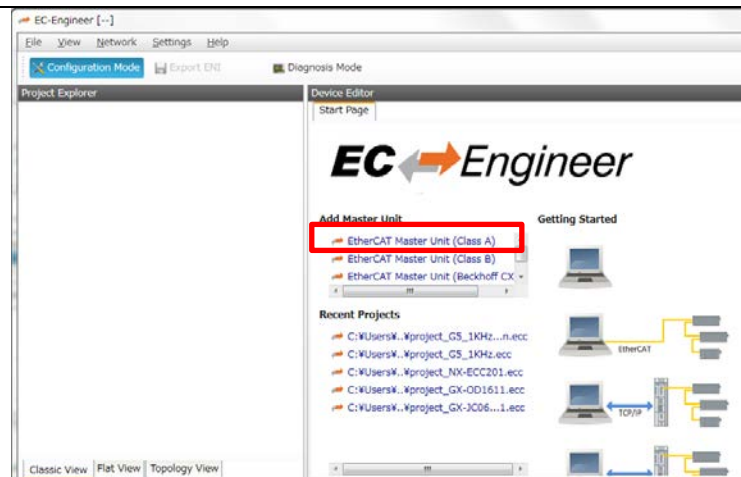 EC-Engineer [--]
File View Network Settings Help
Configuration Mode Export ENI Diagnosis Mode
Project Explorer
Device Editor
Start Page
EC Engineer
Add Master Unit
EtherCAT Master Unit (Class A)
EtherCAT Master Unit (Class B)
EtherCAT Master Unit (Beckhoff CX
Recent Projects
C:¥Users¥..¥project_G5_1KHz...n.ecc
C:¥Users¥..¥project_G5_1KHz.ecc
C:¥Users¥..¥project_NX-ECC201.ecc
C:¥Users¥..¥project_GX-OD1611.ecc
C:¥Users¥..¥project_GX-JC06...1.ecc
Getting Started
EtherCAT
TCP/IP
Classic View Flat View Topology View